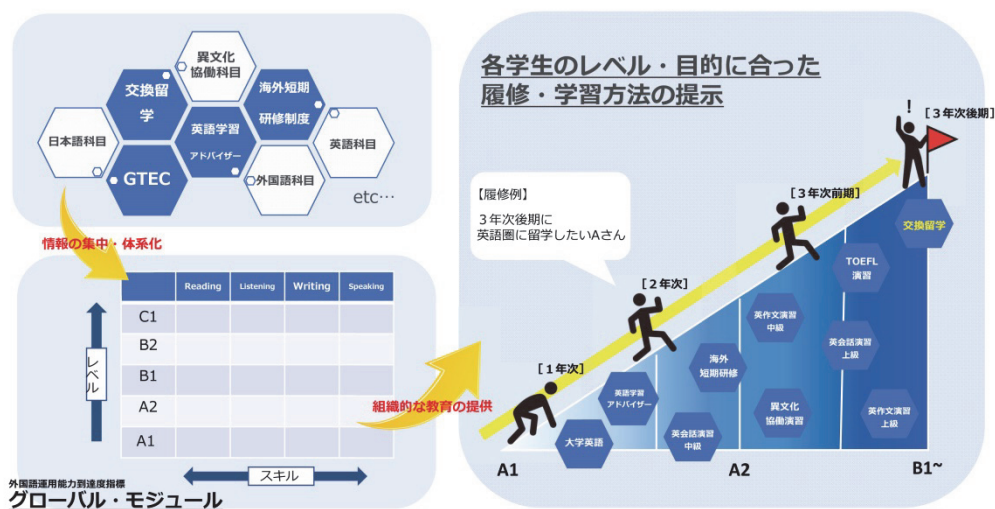 異文化
協働科目
交換留
学
海外短期
研修制度
日本語科目
英語学習
アドバイザー
英語科目
GTEC
外国語科目
etc…
情報の集中・体系化
Reading
Listening
Writing
Speaking
C1
B2
B1
A2
A1
レベル
スキル
外国語運用能力到達度指標
グローバル・モジュール
組織的な教育の提供
各学生のレベル・目的に合った
履修・学習方法の提示
【履修例】
３年次後期に
英語圏に留学したいAさん
！
［３年次後期］
［３年次前期］
［２年次］
［１年次］
交換留学
TOEFL
演習
英作文演習
中級
英会話演習
上級
海外
短期研修
英語学習
アドバイザー
異文化
協働演習
英作文演習
上級
大学英語
英会話演習
中級
A1
A2
B1~